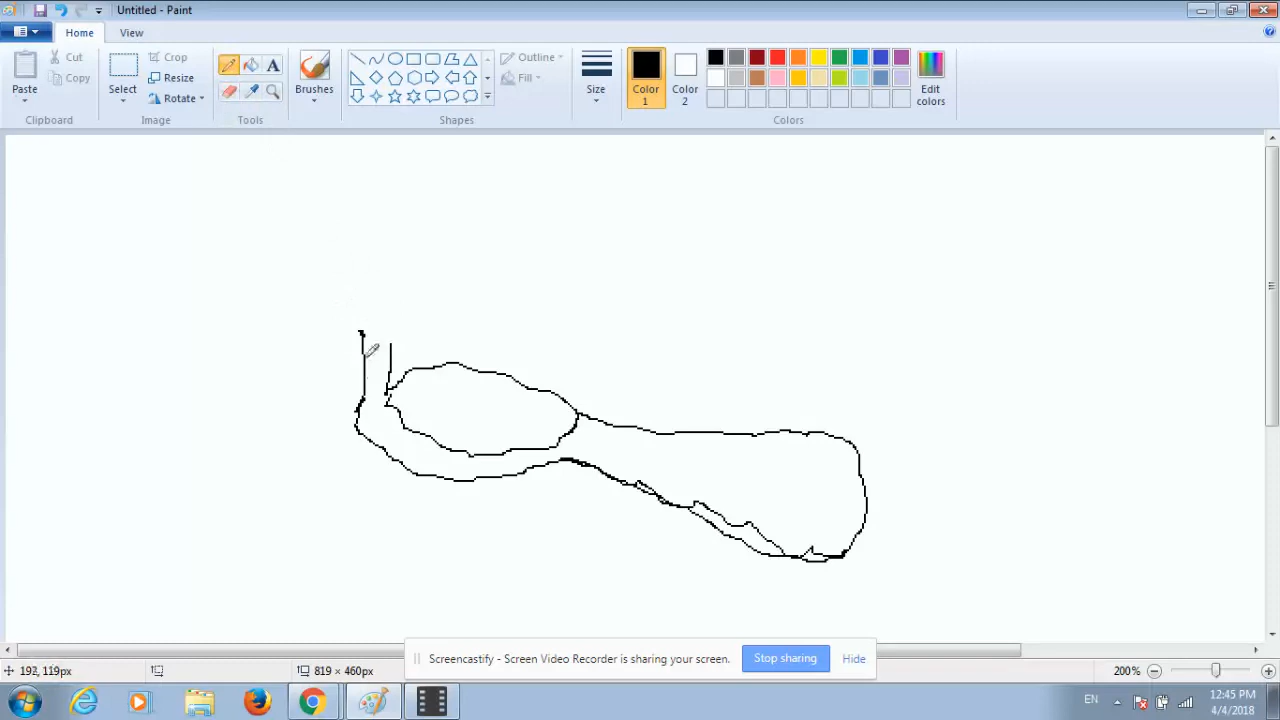 Untitled - Paint
Home View
Paste
Cut
Copy
Clipboard
Select
Crop
Resize
Rotate
Image
A
Tools
Brushes
Shapes
Outline
Fill
Size
Color
1
Color
2
Edit
colors
Colors
Screencastify - Screen Video Recorder is sharing your screen. Stop sharing Hide
192, 119px 819 × 460px 200%
EN 12:45 PM
4/4/2018